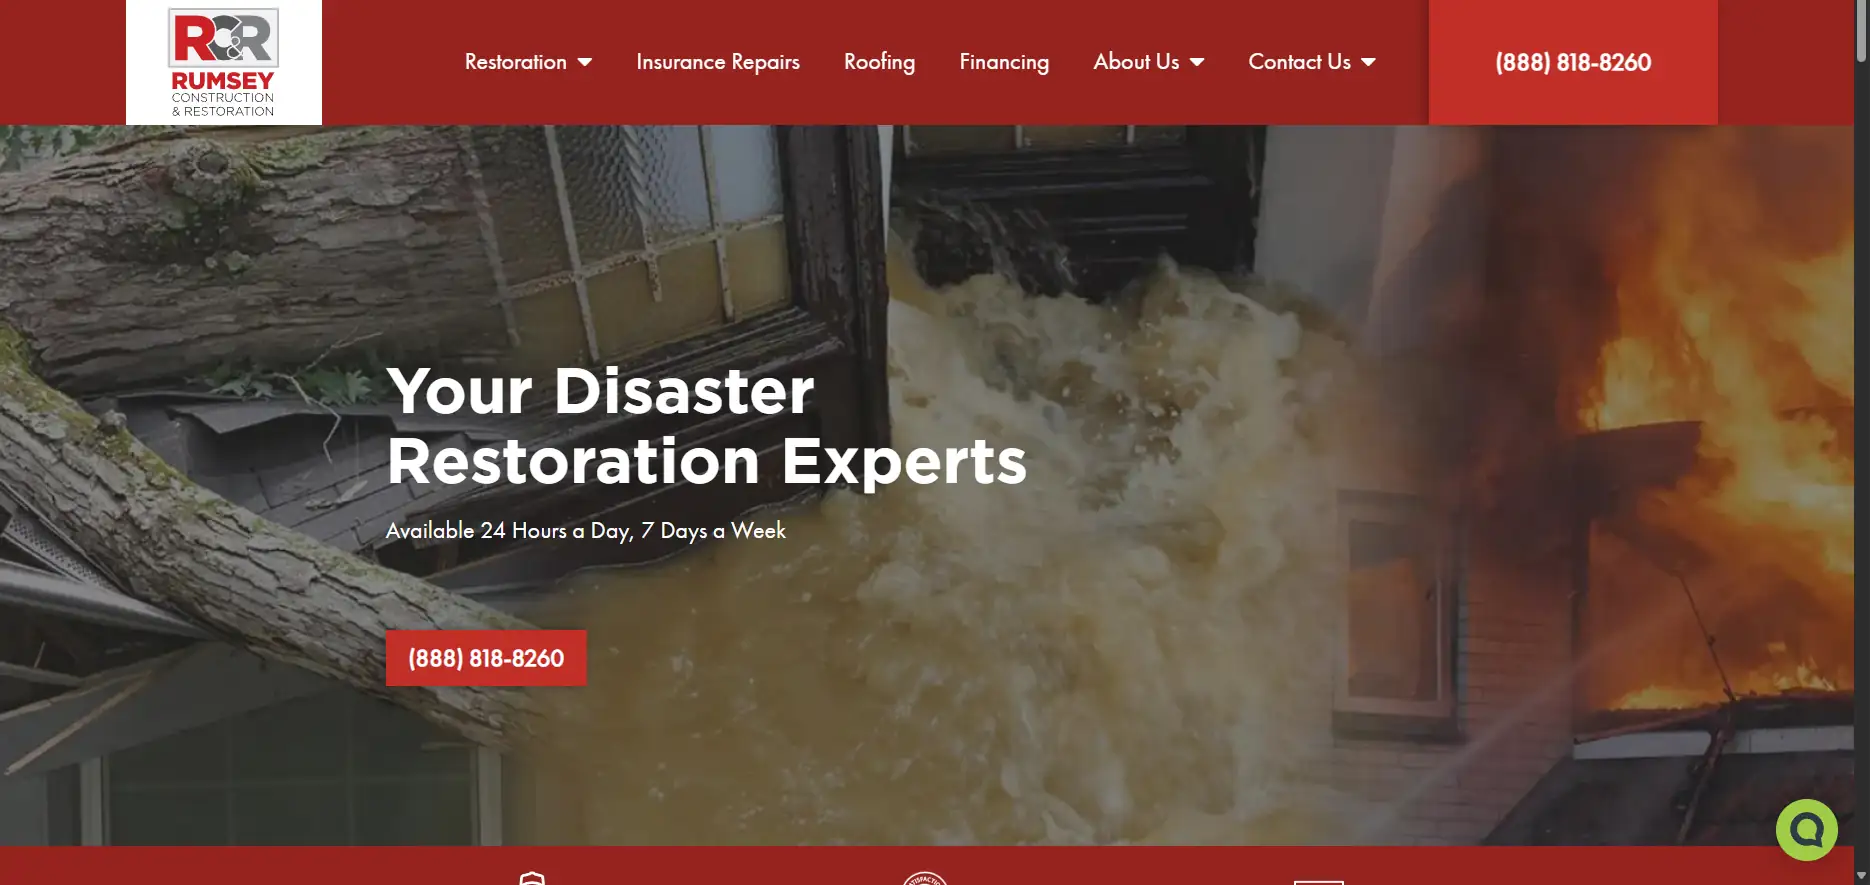 RC&R
RUMSEY
CONSTRUCTION
& RESTORATION
Restoration
Insurance Repairs
Roofing
Financing
About Us
Contact Us
(888) 818-8260
Your Disaster
Restoration Experts
Available 24 Hours a Day, 7 Days a Week
(888) 818-8260